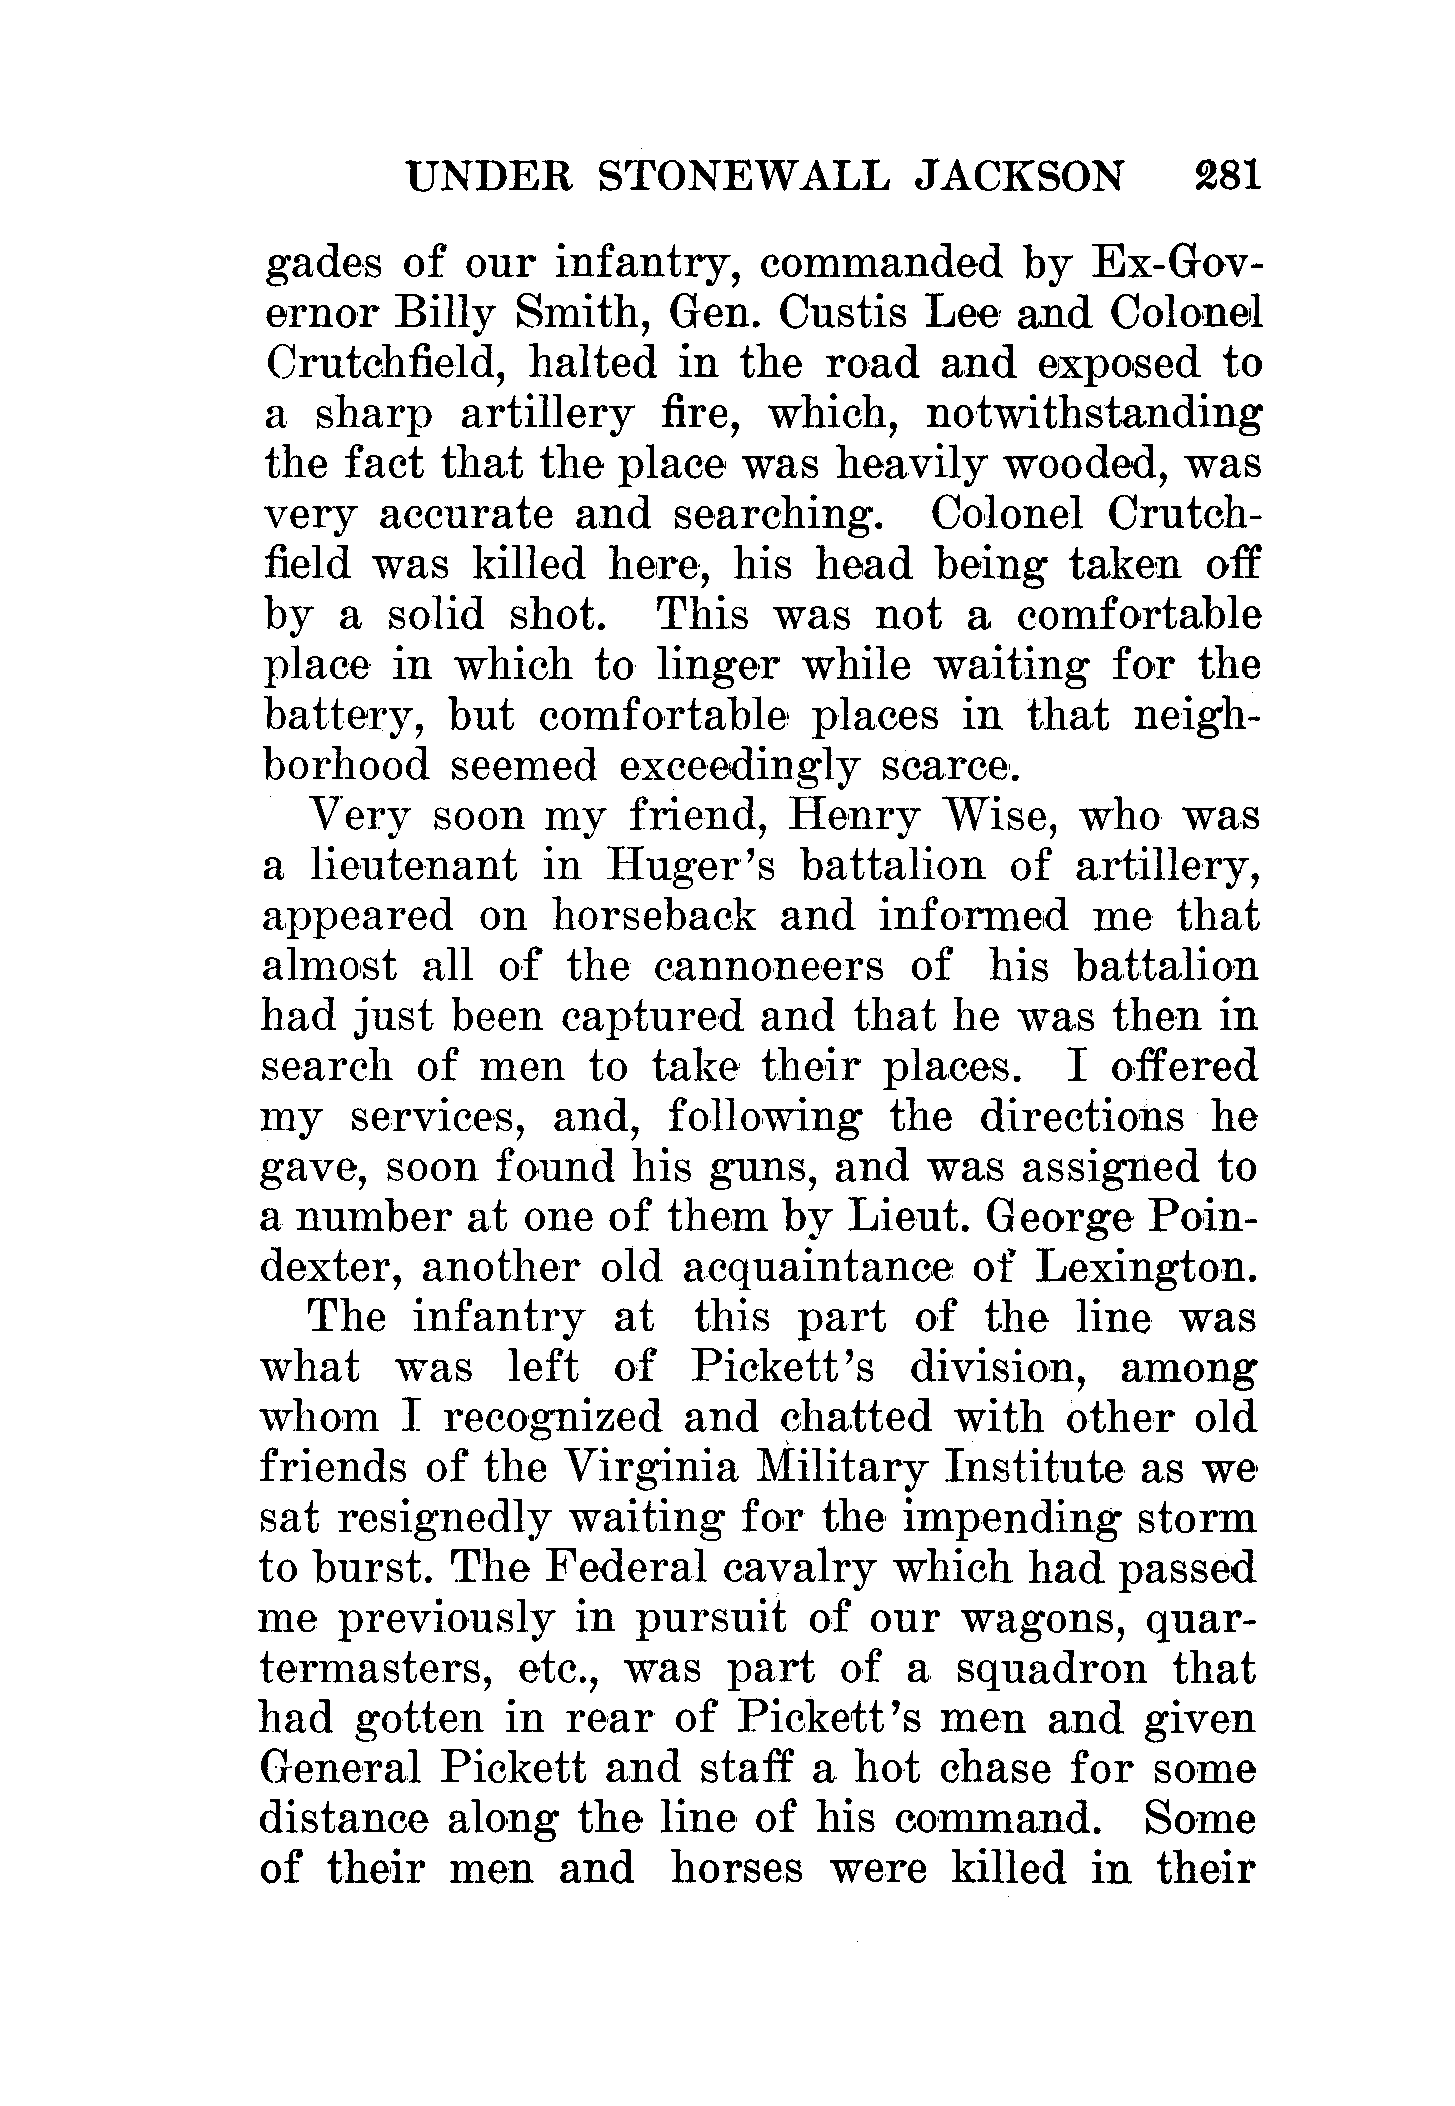 UNDER STONEWALL JACKSON 281
gades of our infantry, commanded by Ex-Gov-
ernor Billy Smith, Gen. Custis Lee and Colonel
Crutchfield, halted in the road and exposed to
a sharp artillery fire, which, notwithstanding
the fact that the place was heavily wooded, was
very accurate and searching. Colonel Crutch-
field was killed here, his head being taken off
by a solid shot. This was not a comfortable
place in which to linger while waiting for the
battery, but comfortable places in that neigh-
borhood seemed exceedingly scarce.
Very soon my friend, Henry Wise, who was
a lieutenant in Huger's battalion of artillery,
appeared on horseback and informed me that
almost all of the cannoneers of his battalion
had just been captured and that he was then in
search of men to take their places. I offered
my services, and, following the directions he
gave, soon found his guns, and was assigned to
a number at one of them by Lieut. George Poin-
dexter, another old acquaintance of Lexington.
The infantry at this part of the line was
what was left of Pickett's division, among
whom I recognized and chatted with other old
friends of the Virginia Military Institute as we
sat resignedly waiting for the impending storm
to burst. The Federal cavalry which had passed
me previously in pursuit of our wagons, quar-
termasters, etc., was part of a squadron that
had gotten in rear of Pickett's men and given
General Pickett and staff a hot chase for some
distance along the line of his command. Some
of their men and horses were killed in their